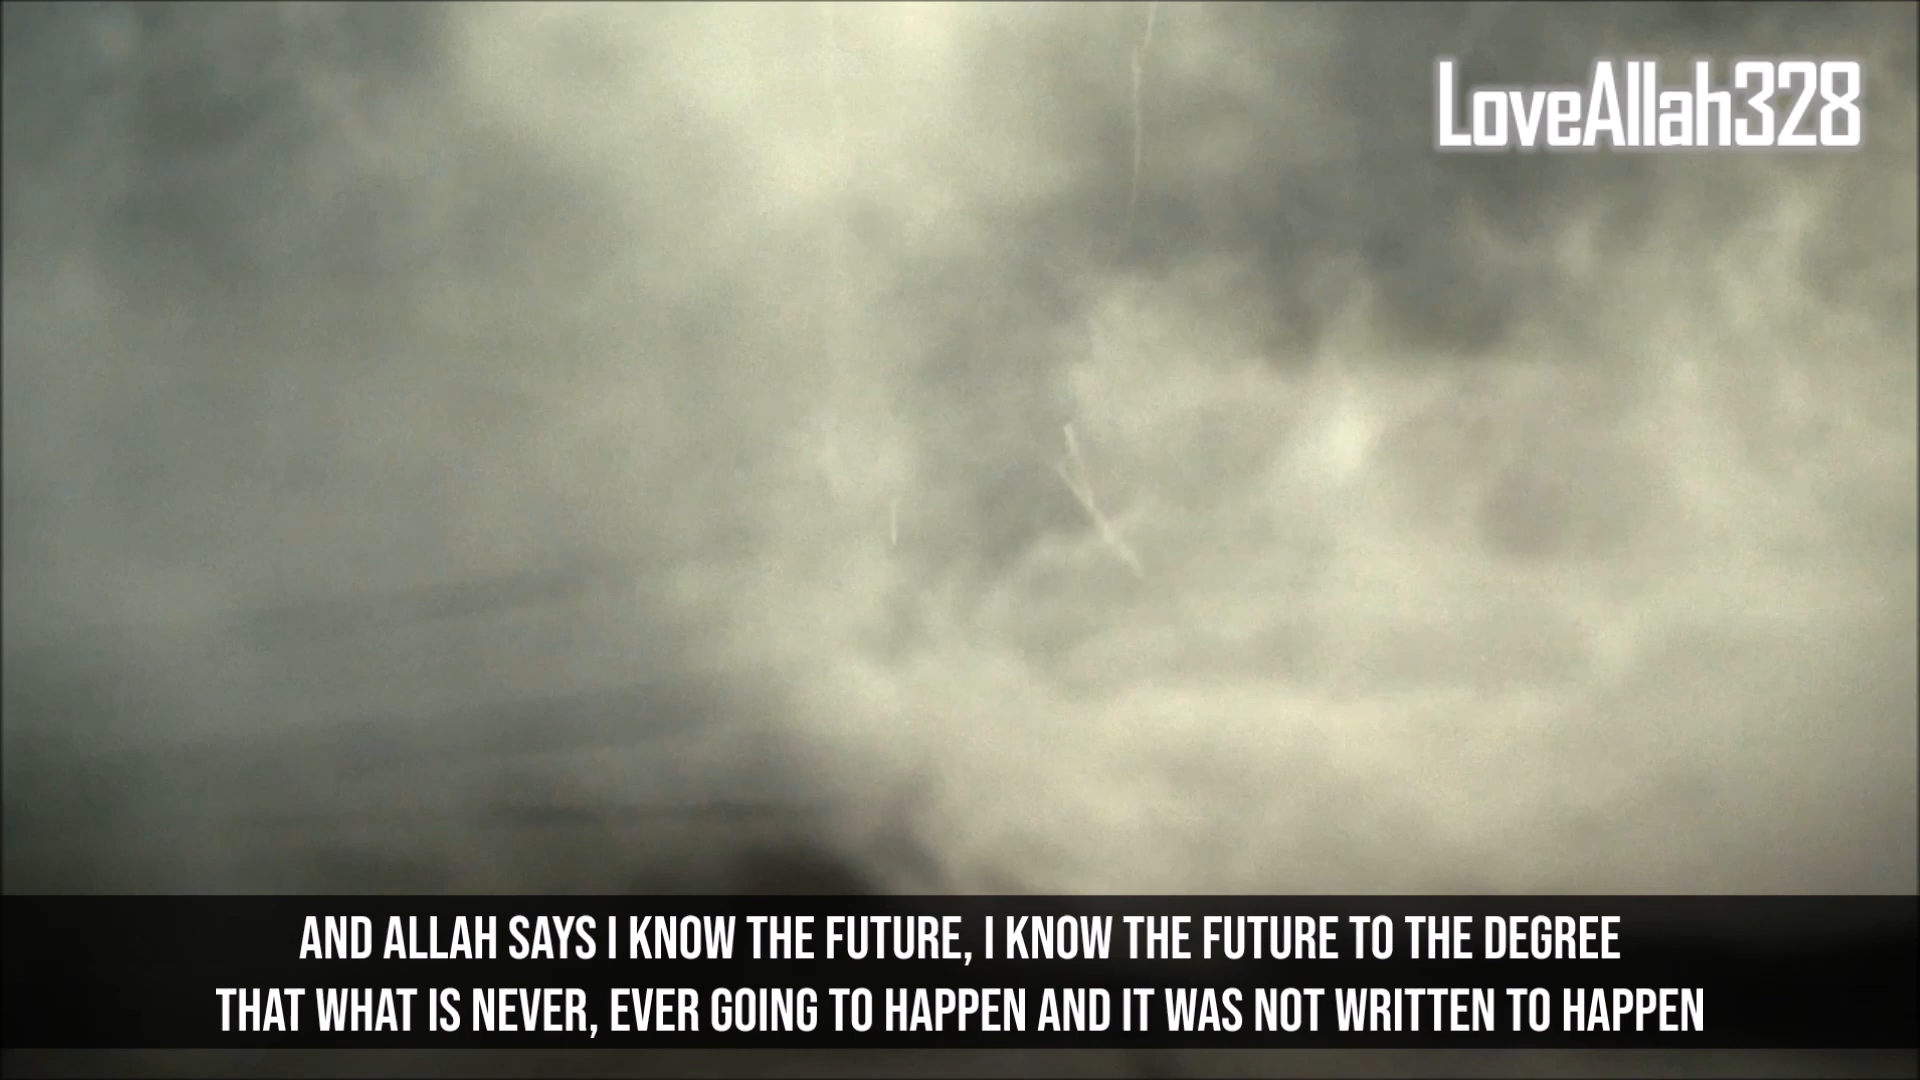 LoveAllah328
AND ALLAH SAYS I KNOW THE FUTURE, I KNOW THE FUTURE TO THE DEGREE
THAT WHAT IS NEVER, EVER GOING TO HAPPEN AND IT WAS NOT WRITTEN TO HAPPEN